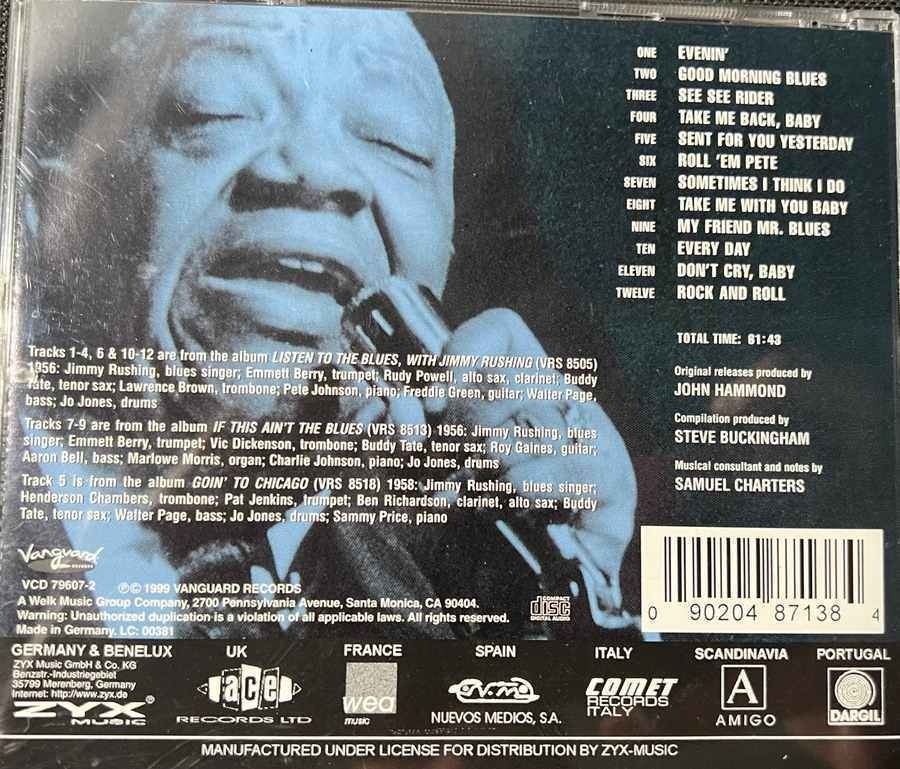 ONE EVENIN'
TWO GOOD MORNING BLUES
THREE SEE SEE RIDER
FOUR TAKE ME BACK, BABY
FIVE SENT FOR YOU YESTERDAY
SIX ROLL 'EM PETE
SEVEN SOMETIMES I THINK I DO
EIGHT TAKE ME WITH YOU BABY
NINE MY FRIEND MR. BLUES
TEN EVERY DAY
ELEVEN DON'T CRY, BABY
TWELVE ROCK AND ROLL
TOTAL TIME: 61:43
Original releases produced by
JOHN HAMMOND
Compilation produced by
STEVE BUCKINGHAM
Musical consultant and notes by
SAMUEL CHARTERS
Tracks 1-4, 6 & 10-12 are from the album LISTEN TO THE BLUES, WITH JIMMY RUSHING (VRS 8505)
1956: Jimmy Rushing, blues singer; Emmett Berry, trumpet; Rudy Powell, alto sax, clarinet; Buddy
Tate, tenor sax; Lawrence Brown, trombone; Pete Johnson, piano; Freddie Green, guitar; Walter Page,
bass; Jo Jones, drums
Tracks 7-9 are from the album IF THIS AIN'T THE BLUES (VRS 8513) 1956: Jimmy Rushing, blues
singer; Emmett Berry, trumpet; Vic Dickenson, trombone; Buddy Tate, tenor sax; Roy Gaines, guitar;
Aaron Bell, bass; Marlowe Morris, organ; Charlie Johnson, piano; Jo Jones, drums
Track 5 is from the album GOIN' TO CHICAGO (VRS 8518) 1958: Jimmy Rushing, blues singer;
Henderson Chambers, trombone; Pat Jenkins, trumpet; Ben Richardson, clarinet, alto sax; Buddy
Tate, tenor sax; Walter Page, bass; Jo Jones, drums; Sammy Price, piano
Vanguard
RECORDS
VCD 79607-2 ℗© 1999 VANGUARD RECORDS
A Welk Music Group Company, 2700 Pennsylvania Avenue, Santa Monica, CA 90404.
Warning: Unauthorized duplication is a violation of all applicable laws. All rights reserved.
Made in Germany. LC: 00381
COMPACT
disc
DIGITAL AUDIO
0 90204 87138 4
GERMANY & BENELUX
ZYX Music GmbH & Co. KG
Benzstr.-Industriegebiet
35799 Merenberg, Germany
Internet: http://www.zyx.de
ZYX®
MUSIC
UK
ace
RECORDS LTD
FRANCE
wea
music
SPAIN
NUEVOS MEDIOS, S.A.
ITALY
COMET
RECORDS
ITALY
SCANDINAVIA
A
AMIGO
PORTUGAL
DARGIL
MANUFACTURED UNDER LICENSE FOR DISTRIBUTION BY ZYX-MUSIC